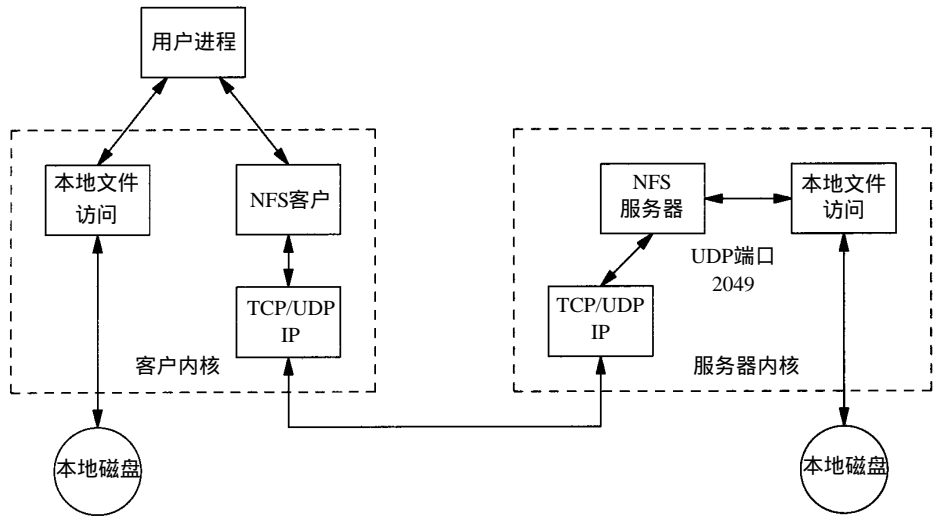 用户进程
本地文件
访问
NFS客户
TCP/UDP
IP
客户内核
本地磁盘
NFS
服务器
本地文件
访问
UDP端口
2049
TCP/UDP
IP
服务器内核
本地磁盘